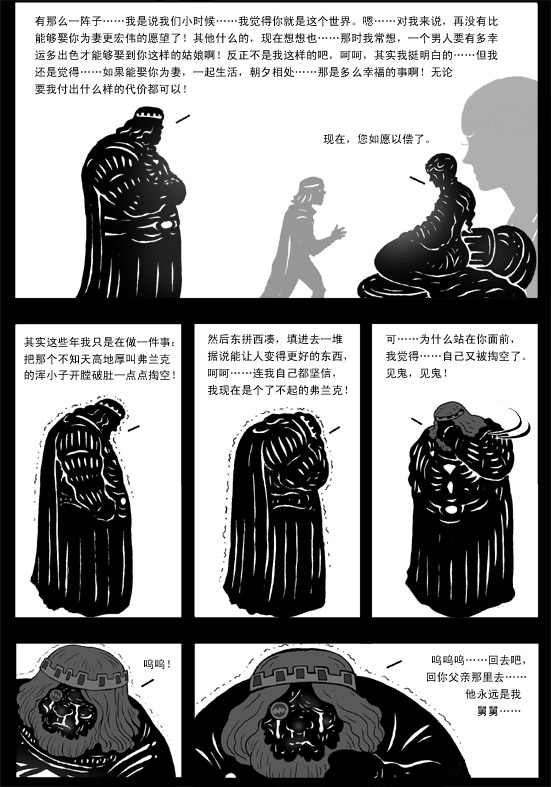 有那么一阵子……我是说我们小时候……我觉得你就是这个世界。嗯……对我来说，再没有比
能够娶你为妻更宏伟的愿望了！其他什么的，现在想想也……那时我常想，一个男人要有多幸
运多出色才能够娶到你这样的姑娘啊！反正不是我这样的吧，呵呵，其实我挺明白的……但我
还是觉得……如果能娶你为妻，一起生活，朝夕相处……那是多么幸福的事啊！无论
要我付出什么样的代价都可以！
现在，您如愿以偿了。
其实这些年我只是在做一件事：
把那个不知天高地厚叫弗兰克
的浑小子开膛破肚一点点掏空！
然后东拼西凑，填进去一堆
据说能让人变得更好的东西，
呵呵……连我自己都坚信，
我现在是个了不起的弗兰克！
可……为什么站在你面前，
我觉得……自己又被掏空了。
见鬼，见鬼！
呜！
呜呜呜……回去吧，
回你父亲那里去……
他永远是我
舅舅……